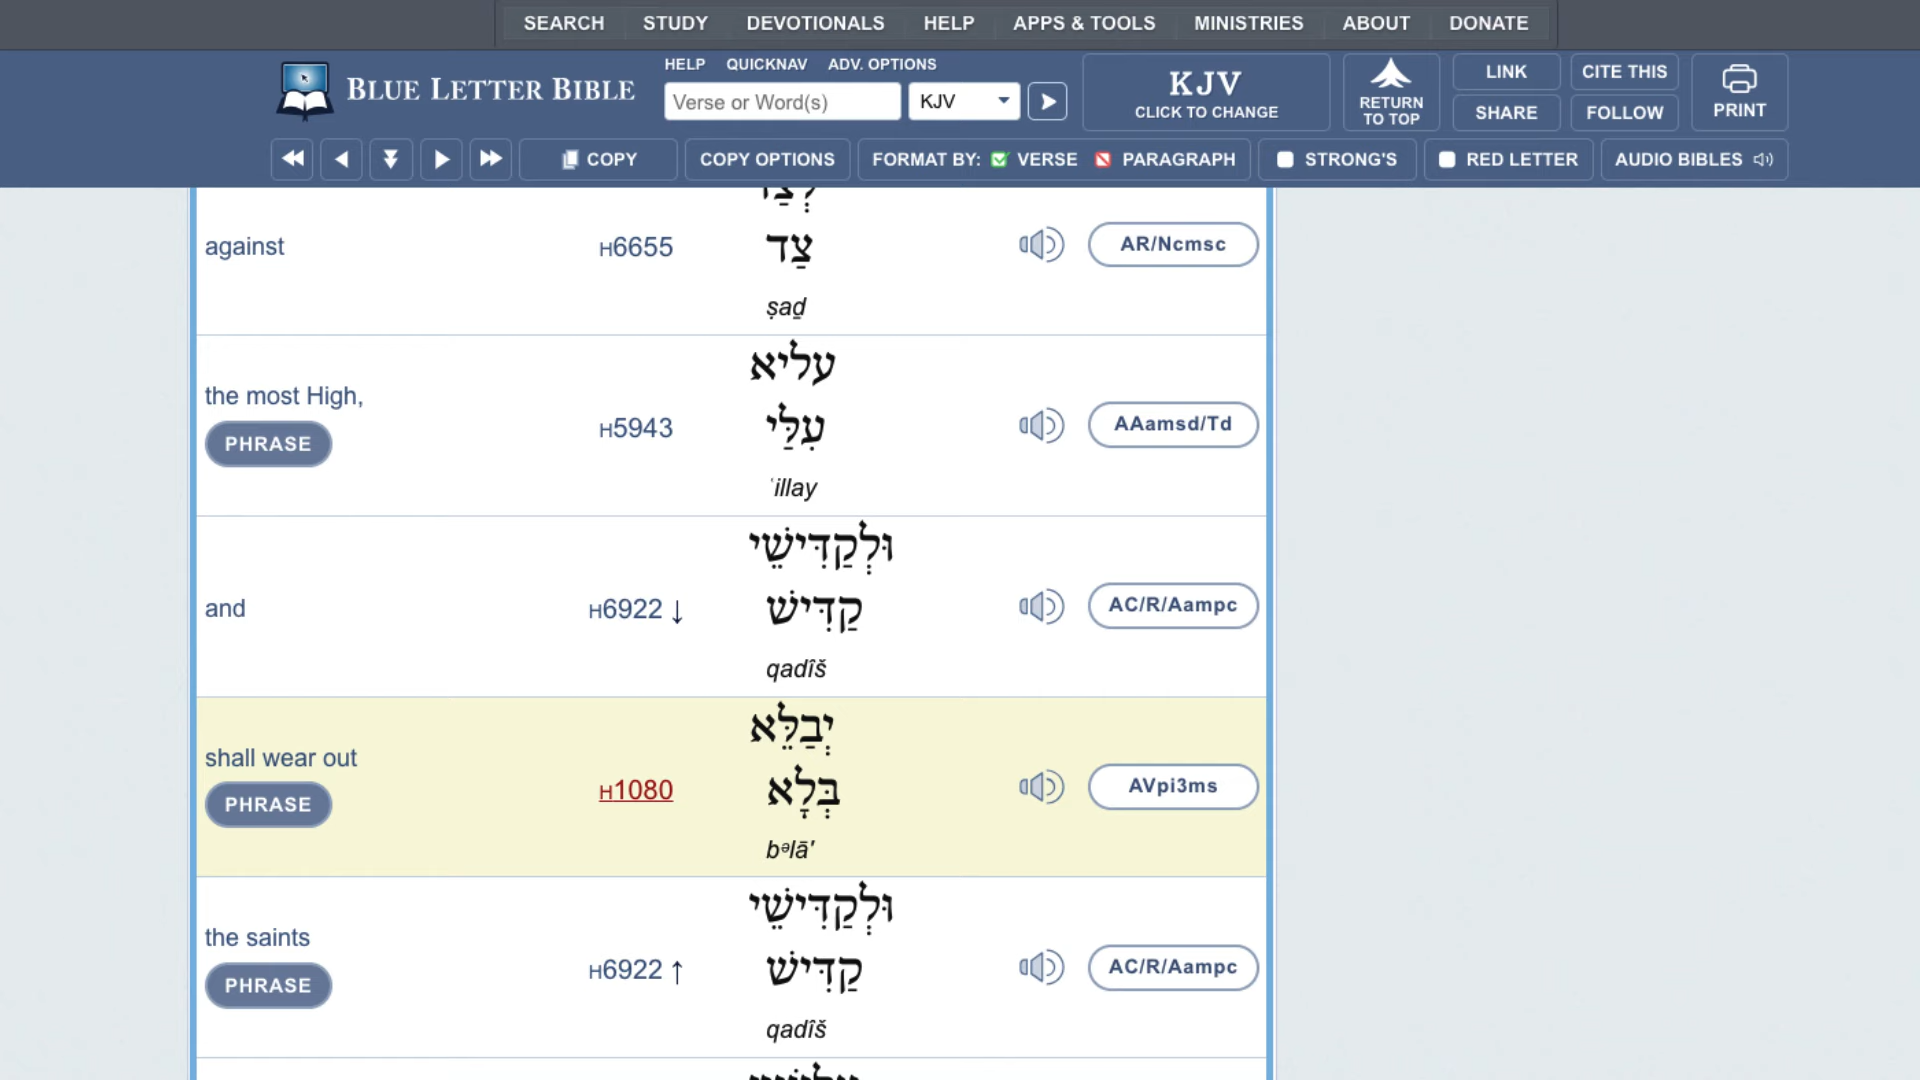 SEARCH STUDY DEVOTIONALS HELP APPS & TOOLS MINISTRIES ABOUT DONATE
BLUE LETTER BIBLE
HELP QUICKNAV ADV. OPTIONS
Verse or Word(s) KJV
KJV
CLICK TO CHANGE
RETURN
TO TOP
LINK CITE THIS
SHARE FOLLOW
PRINT
COPY COPY OPTIONS FORMAT BY: VERSE PARAGRAPH STRONG'S RED LETTER AUDIO BIBLES
against H6655 צַד AR/Ncmsc
ṣaḏ
עליא
the most High,
PHRASE H5943 עִלַּי AAamsd/Td
ʿillay
וּלְקַדִּישֵׁי
and H6922 ↓ קַדִּישׁ AC/R/Aampc
qadîš
יְבַלֵּא
shall wear out
PHRASE H1080 בְּלָא AVpi3ms
bᵊlā'
וּלְקַדִּישֵׁי
the saints
PHRASE H6922 ↑ קַדִּישׁ AC/R/Aampc
qadîš